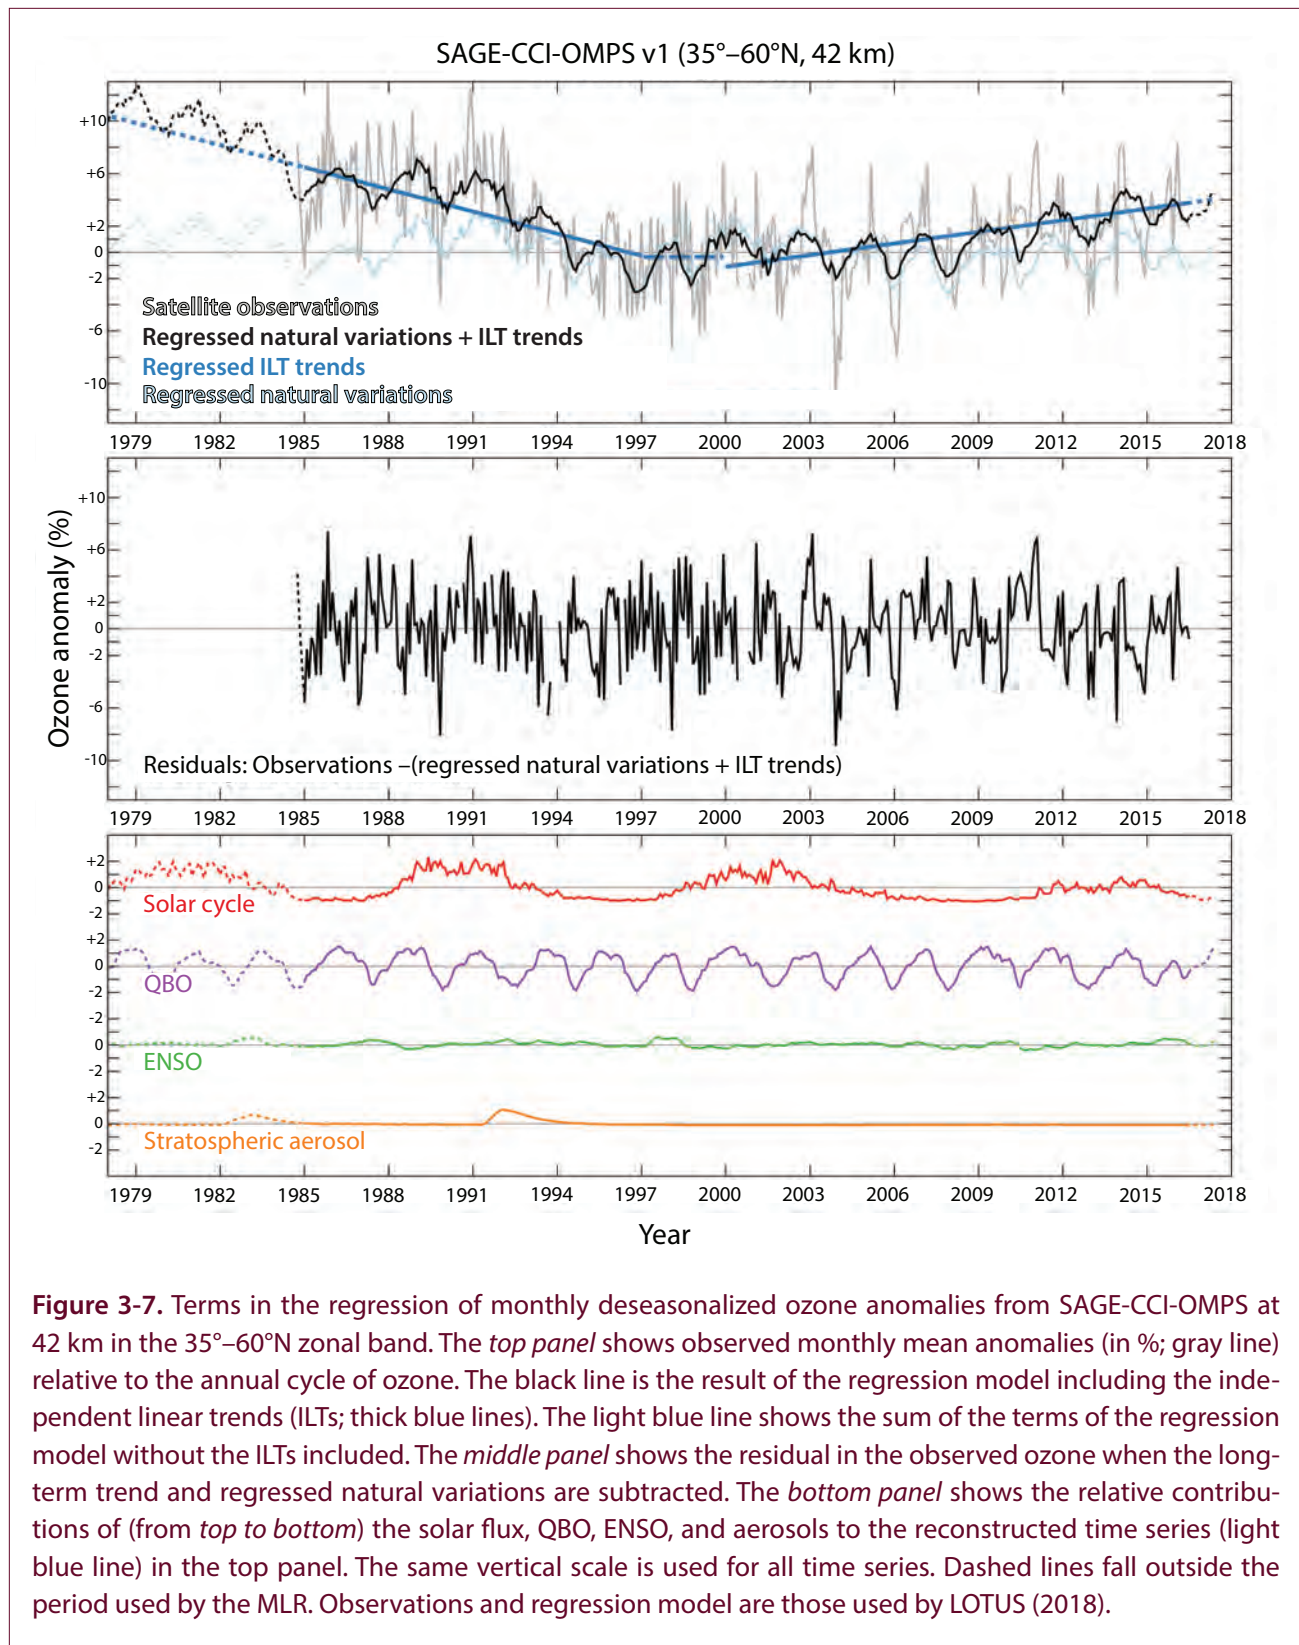 SAGE-CCI-OMPS v1 (35°–60°N, 42 km)
+10
+6
+2
0
-2
-6
-10
Satellite observations
Regressed natural variations + ILT trends
Regressed ILT trends
Regressed natural variations
1979 1982 1985 1988 1991 1994 1997 2000 2003 2006 2009 2012 2015 2018
Ozone anomaly (%)
+10
+6
+2
0
-2
-6
-10
Residuals: Observations –(regressed natural variations + ILT trends)
1979 1982 1985 1988 1991 1994 1997 2000 2003 2006 2009 2012 2015 2018
+2
0
Solar cycle
-2
+2
0
QBO
-2
-2
0
ENSO
-2
+2
0
Stratospheric aerosol
-2
1979 1982 1985 1988 1991 1994 1997 2000 2003 2006 2009 2012 2015 2018
Year
Figure 3-7. Terms in the regression of monthly deseasonalized ozone anomalies from SAGE-CCI-OMPS at
42 km in the 35°–60°N zonal band. The top panel shows observed monthly mean anomalies (in %; gray line)
relative to the annual cycle of ozone. The black line is the result of the regression model including the inde-
pendent linear trends (ILTs; thick blue lines). The light blue line shows the sum of the terms of the regression
model without the ILTs included. The middle panel shows the residual in the observed ozone when the long-
term trend and regressed natural variations are subtracted. The bottom panel shows the relative contribu-
tions of (from top to bottom) the solar flux, QBO, ENSO, and aerosols to the reconstructed time series (light
blue line) in the top panel. The same vertical scale is used for all time series. Dashed lines fall outside the
period used by the MLR. Observations and regression model are those used by LOTUS (2018).